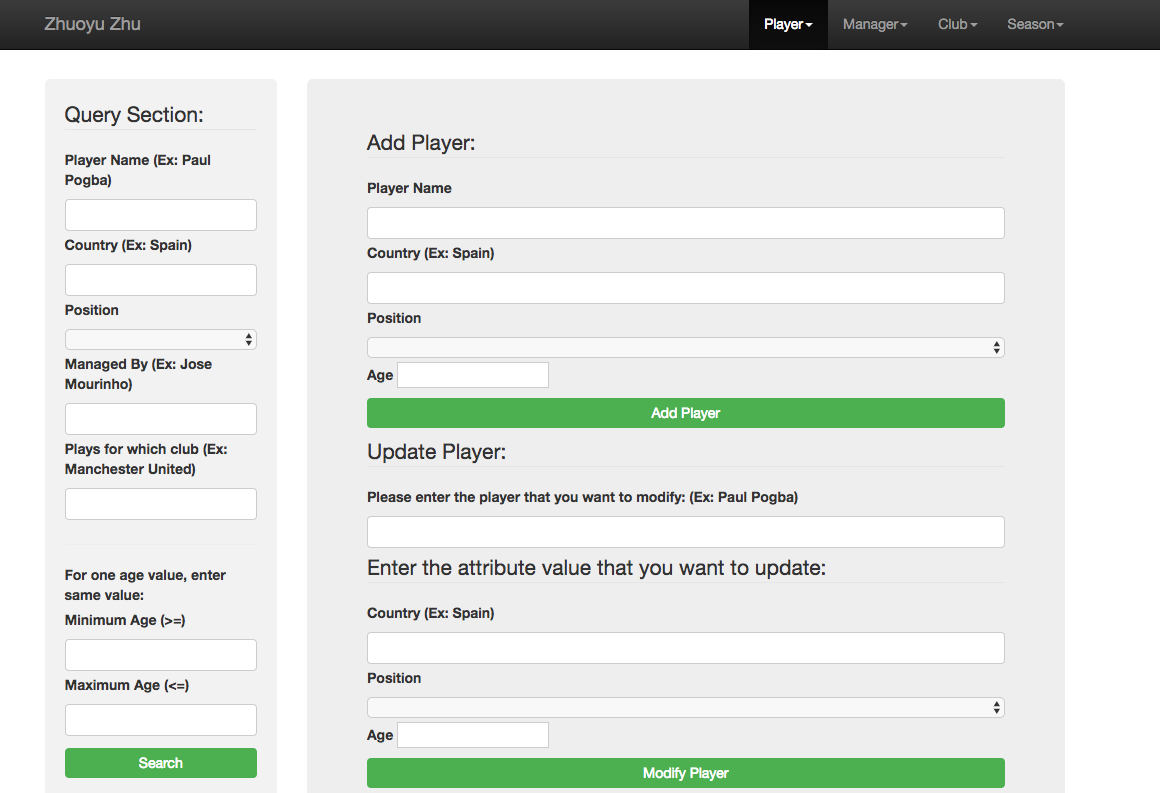 Zhuoyu Zhu
Player
Manager
Club
Season
Query Section:
Player Name (Ex: Paul
Pogba)
Country (Ex: Spain)
Position
Managed By (Ex: Jose
Mourinho)
Plays for which club (Ex:
Manchester United)
For one age value, enter
same value:
Minimum Age (>=)
Maximum Age (<=)
Search
Add Player:
Player Name
Country (Ex: Spain)
Position
Age
Add Player
Update Player:
Please enter the player that you want to modify: (Ex: Paul Pogba)
Enter the attribute value that you want to update:
Country (Ex: Spain)
Position
Age
Modify Player